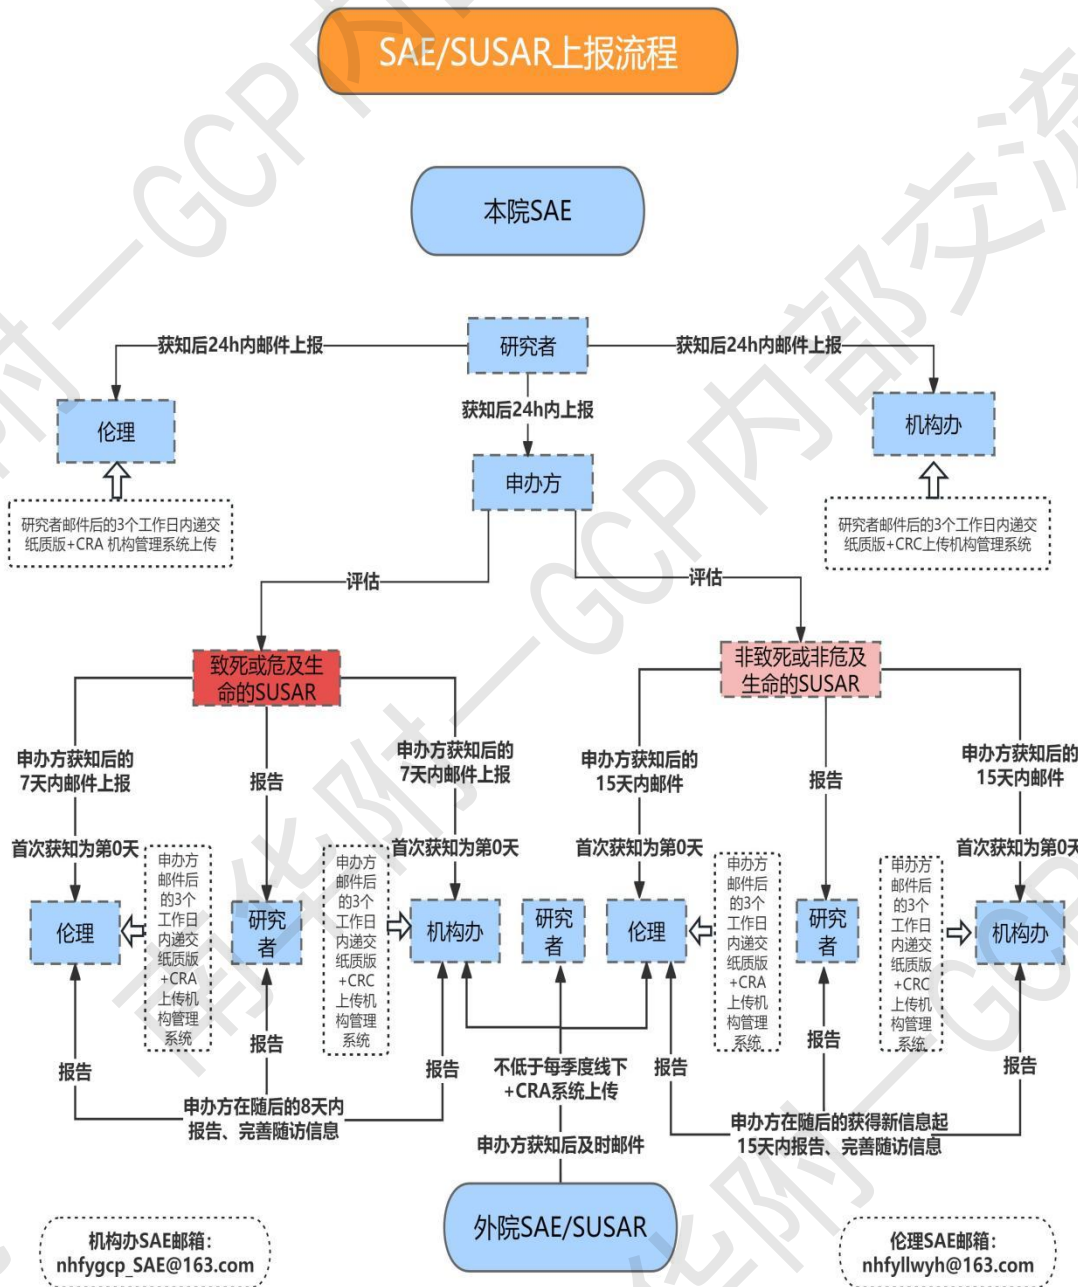 SAE/SUSAR上报流程
本院SAE
研究者
获知后24h内邮件上报
获知后24h内邮件上报
获知后24h内上报
伦理
机构办
申办方
研究者邮件后的3个工作日内递交
纸质版+CRA 机构管理系统上传
研究者邮件后的3个工作日内递交
纸质版+CRC上传机构管理系统
评估
评估
致死或危及生
命的SUSAR
非致死或非危及
生命的SUSAR
申办方获知后的
7天内邮件上报
报告
申办方获知后的
7天内邮件上报
申办方获知后的
15天内邮件
报告
申办方获知后的
15天内邮件
首次获知为第0天
首次获知为第0天
首次获知为第0天
首次获知为第0天
伦理
申办方
邮件后
的3个
工作日
内递交
纸质版
+CRA
上传机
构管理
系统
研究
者
申办方
邮件后
的3个
工作日
内递交
纸质版
+CRC
上传机
构管理
系统
机构办
研究
者
伦理
申办方
邮件后
的3个
工作日
内递交
纸质版
+CRA
上传机
构管理
系统
研究
者
申办方
邮件后
的3个
工作日
内递交
纸质版
+CRC
上传机
构管理
系统
机构办
报告
报告
报告
不低于每季度线下
+CRA系统上传
报告
报告
报告
申办方在随后的8天内
报告、完善随访信息
申办方获知后及时邮件
申办方在随后的获得新信息起
15天内报告、完善随访信息
外院SAE/SUSAR
机构办SAE邮箱：
nhfygcp_SAE@163.com
伦理SAE邮箱：
nhfyllwyh@163.com
南华附一GCP内部交流